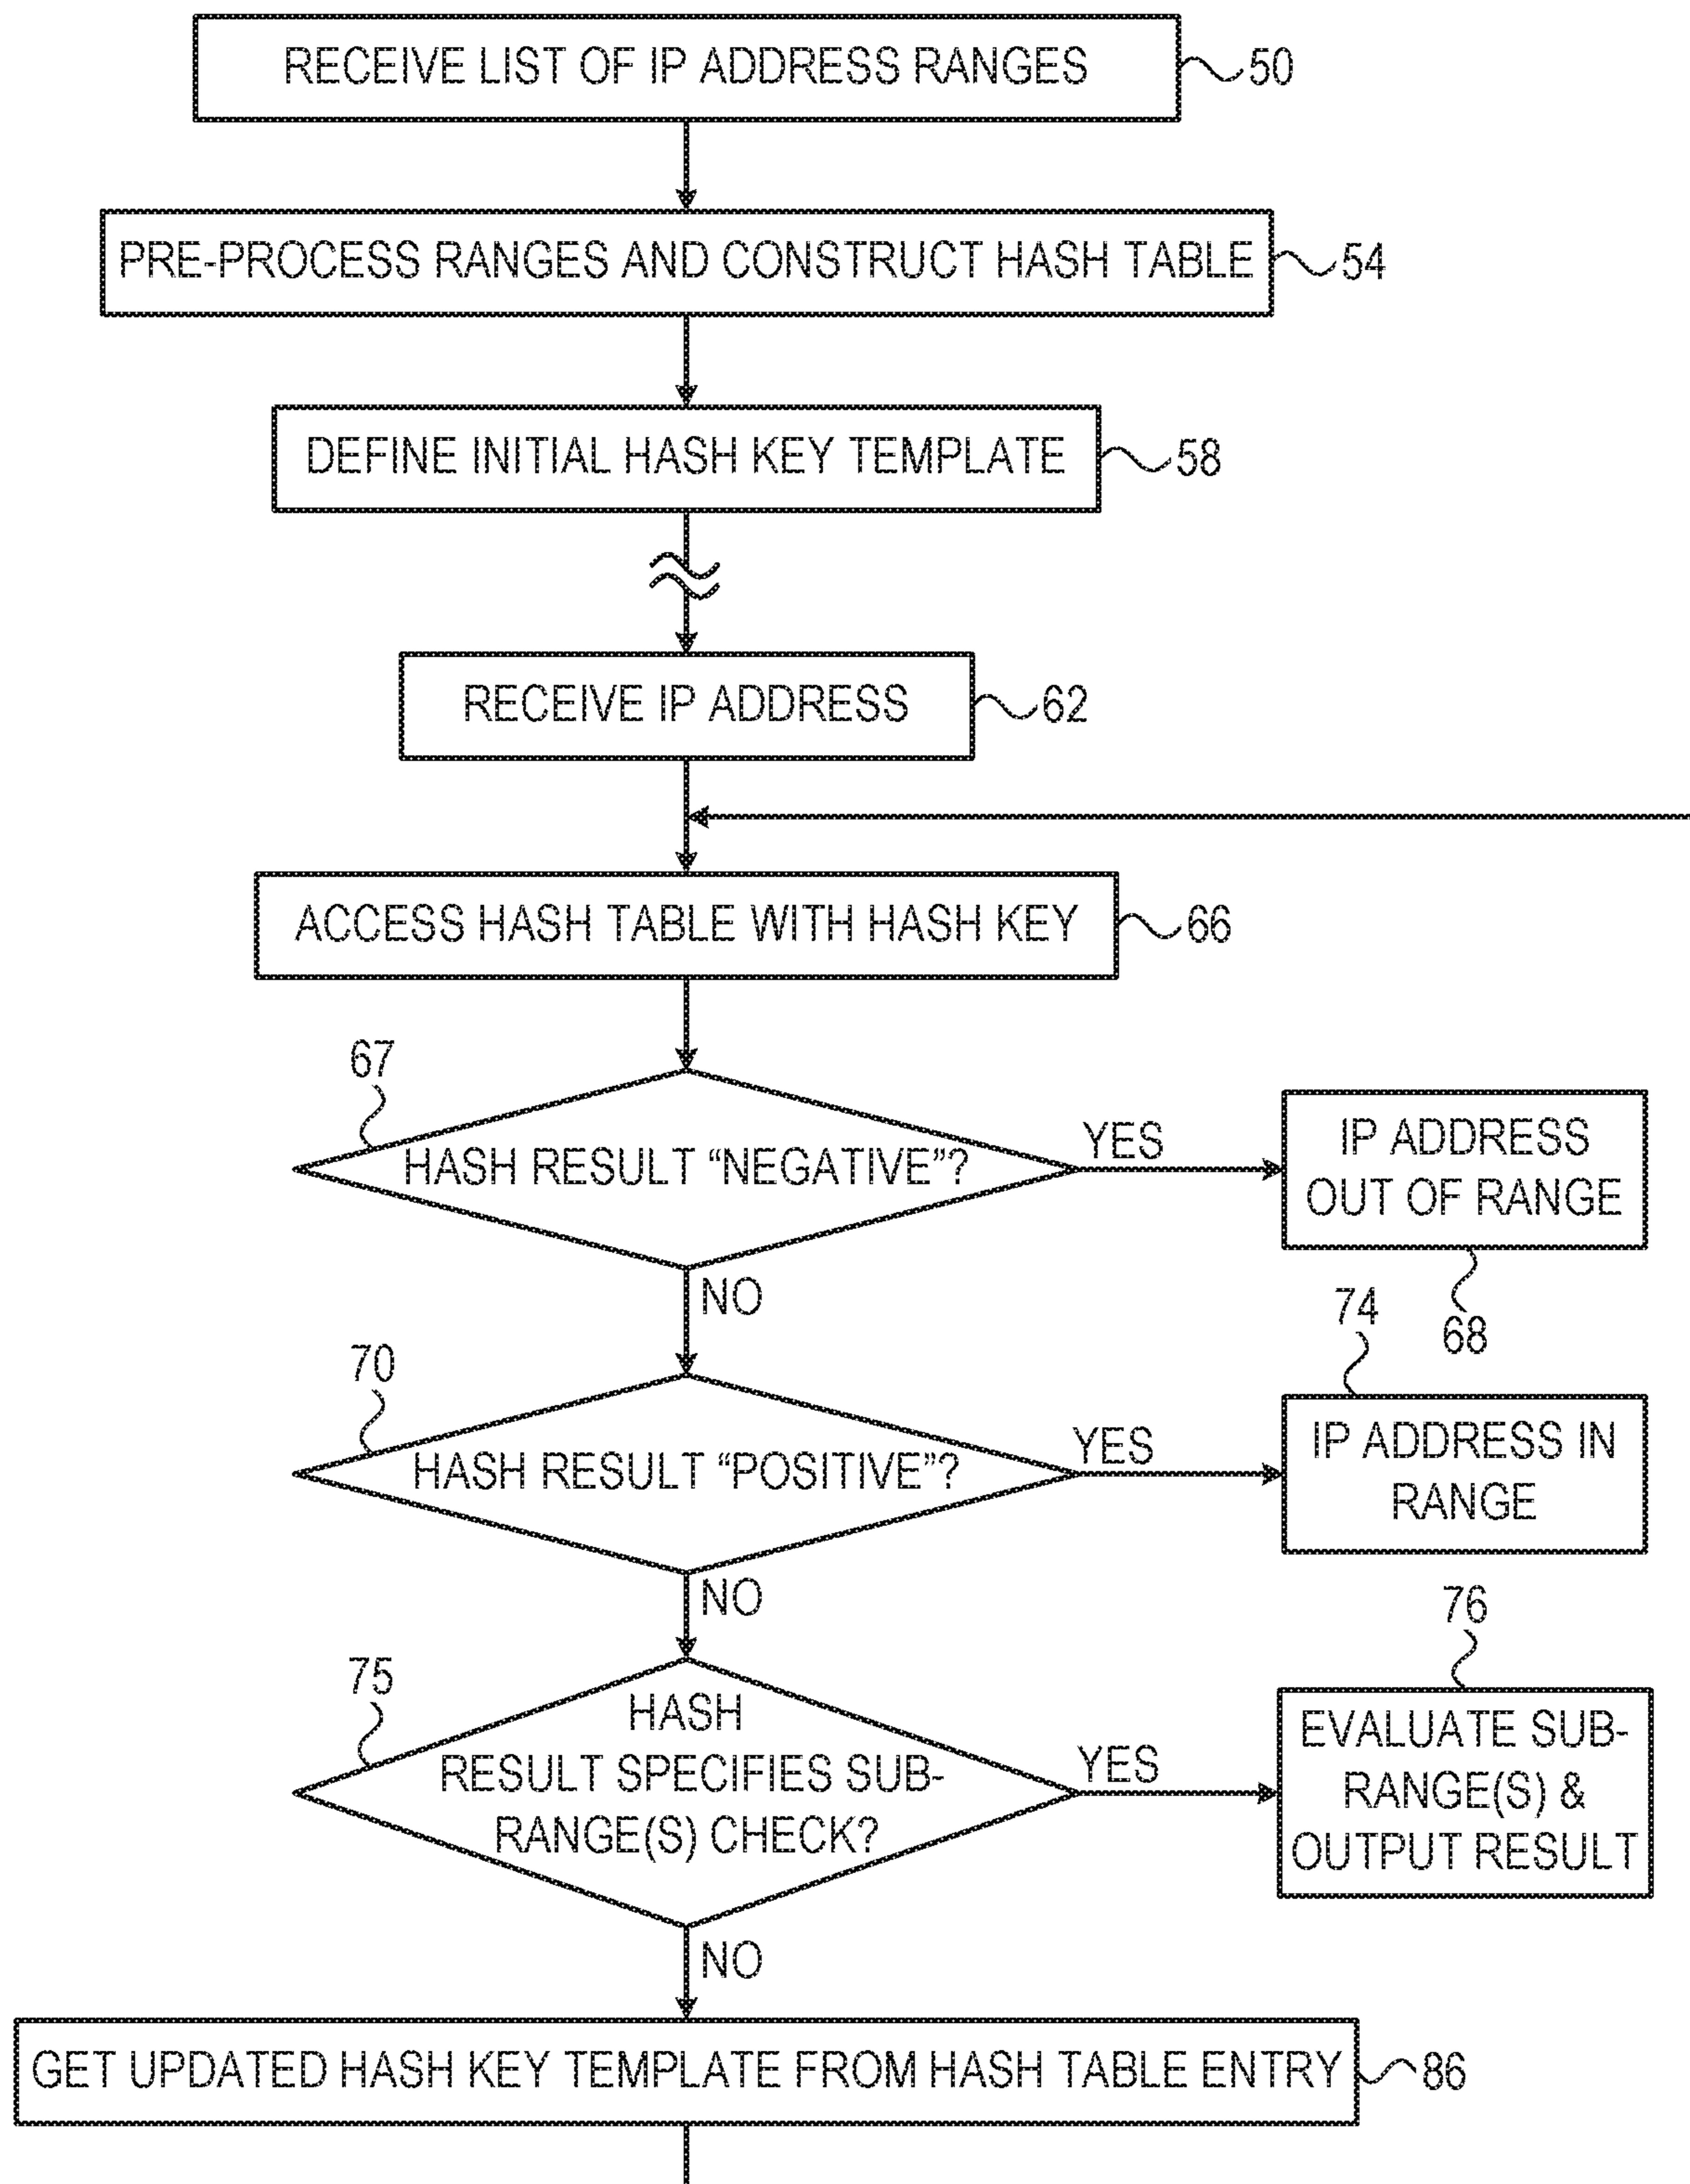 RECEIVE LIST OF IP ADDRESS RANGES
50
PRE-PROCESS RANGES AND CONSTRUCT HASH TABLE
54
DEFINE INITIAL HASH KEY TEMPLATE
58
RECEIVE IP ADDRESS
62
ACCESS HASH TABLE WITH HASH KEY
66
67
HASH RESULT “NEGATIVE”?
YES
IP ADDRESS
OUT OF RANGE
68
NO
70
HASH RESULT “POSITIVE”?
YES
74
IP ADDRESS IN
RANGE
NO
75
HASH
RESULT SPECIFIES SUB-
RANGE(S) CHECK?
YES
76
EVALUATE SUB-
RANGE(S) &
OUTPUT RESULT
NO
GET UPDATED HASH KEY TEMPLATE FROM HASH TABLE ENTRY
86